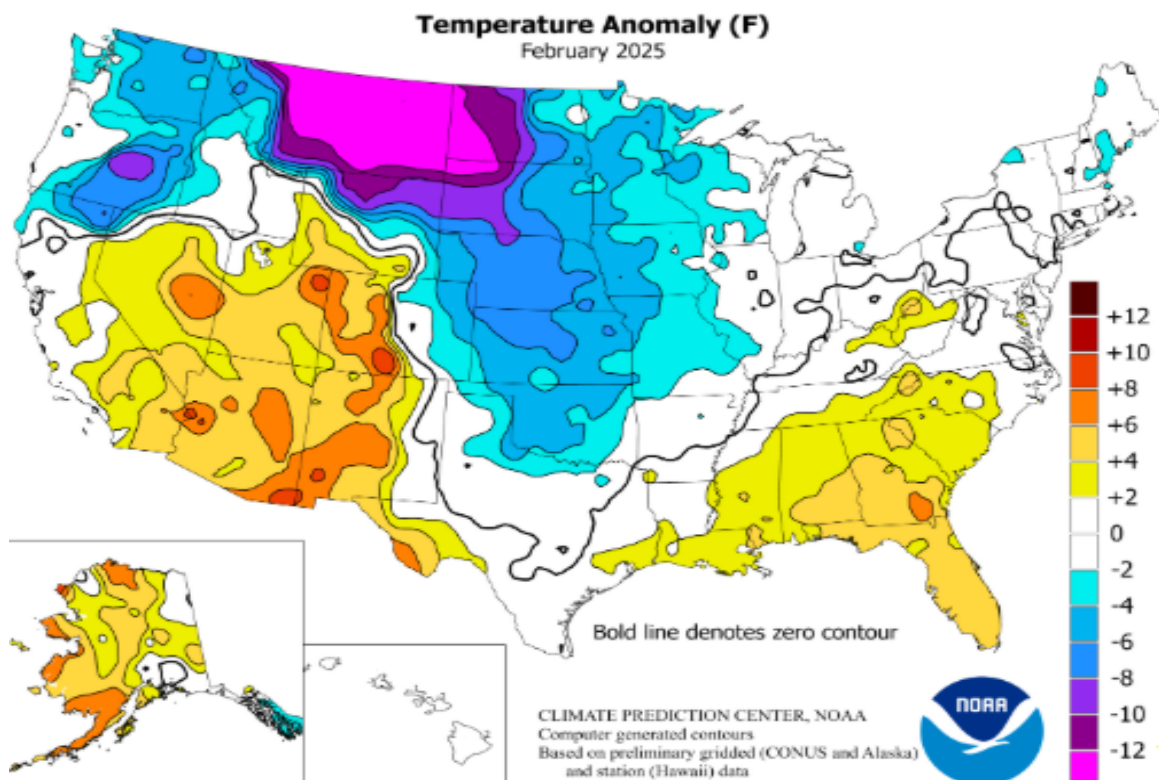 Temperature Anomaly (F)
February 2025
+12
+10
+8
+6
+4
+2
0
-2
-4
-6
-8
-10
-12
Bold line denotes zero contour
CLIMATE PREDICTION CENTER, NOAA
Computer generated contours
Based on preliminary gridded (CONUS and Alaska)
and station (Hawaii) data
NOAA